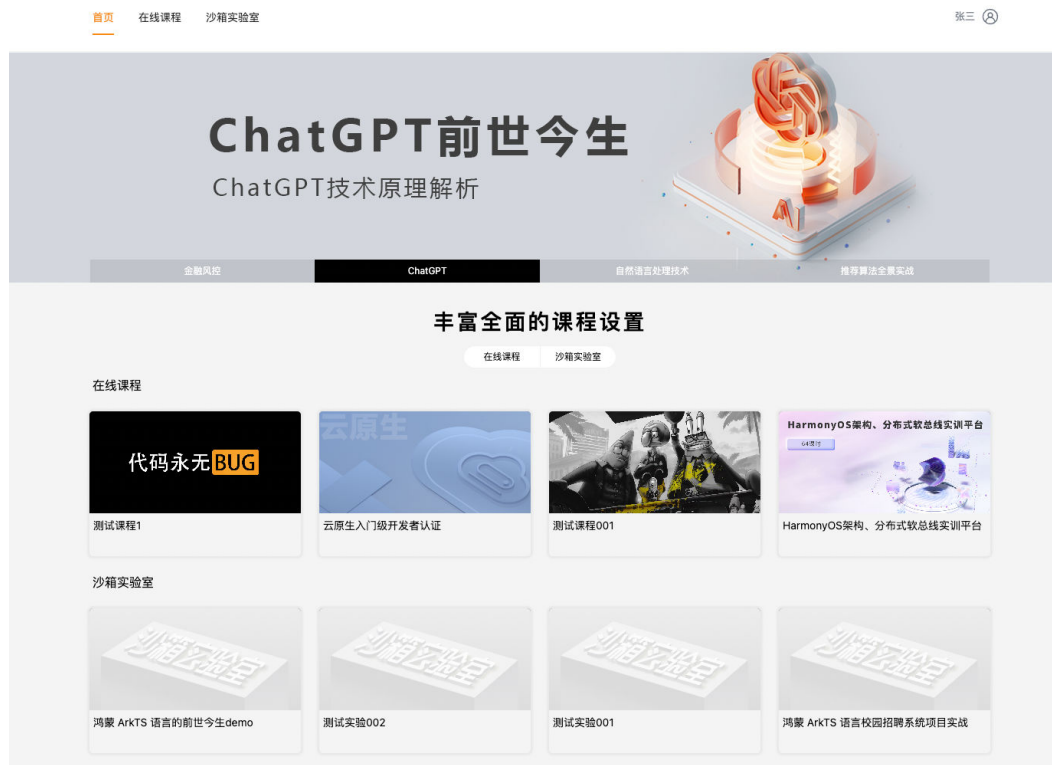 首页 在线课程 沙箱实验室 张三
ChatGPT前世今生
ChatGPT技术原理解析
AI
金融风控 ChatGPT 自然语言处理技术 推荐算法全景实战
丰富全面的课程设置
在线课程 沙箱实验室
在线课程
代码永无BUG
云原生
HarmonyOS架构、分布式软总线实训平台
64课时
测试课程1 云原生入门级开发者认证 测试课程001 HarmonyOS架构、分布式软总线实训平台
沙箱实验室
沙箱实验室 沙箱实验室 沙箱实验室 沙箱实验室
鸿蒙 ArkTS 语言的前世今生demo 测试实验002 测试实验001 鸿蒙 ArkTS 语言校园招聘系统项目实战